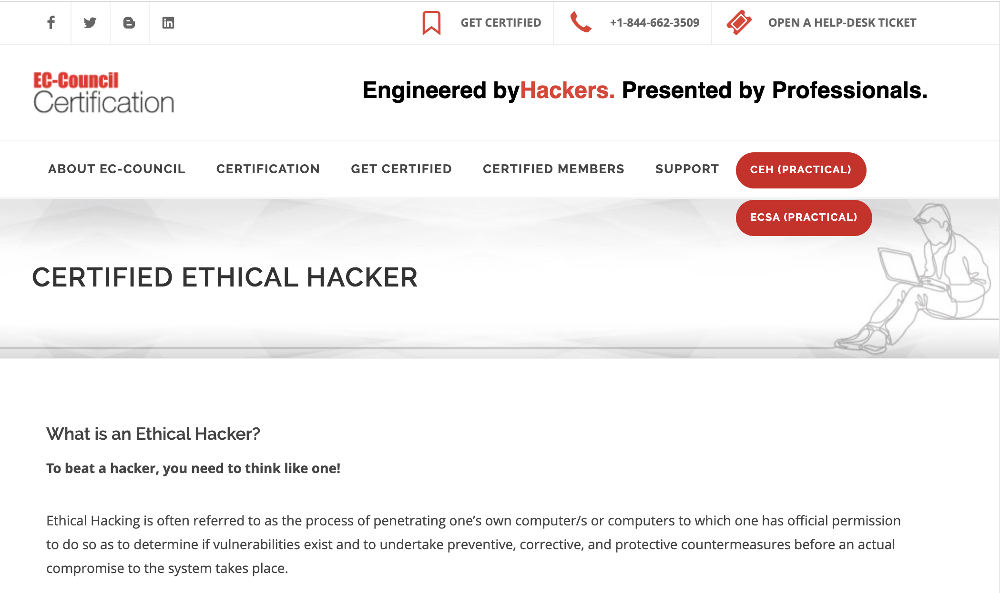 GET CERTIFIED
+1-844-662-3509
OPEN A HELP-DESK TICKET
EC-Council
Certification
Engineered byHackers. Presented by Professionals.
ABOUT EC-COUNCIL
CERTIFICATION
GET CERTIFIED
CERTIFIED MEMBERS
SUPPORT
CEH (PRACTICAL)
ECSA (PRACTICAL)
CERTIFIED ETHICAL HACKER
What is an Ethical Hacker?
To beat a hacker, you need to think like one!
Ethical Hacking is often referred to as the process of penetrating one’s own computer/s or computers to which one has official permission
to do so as to determine if vulnerabilities exist and to undertake preventive, corrective, and protective countermeasures before an actual
compromise to the system takes place.